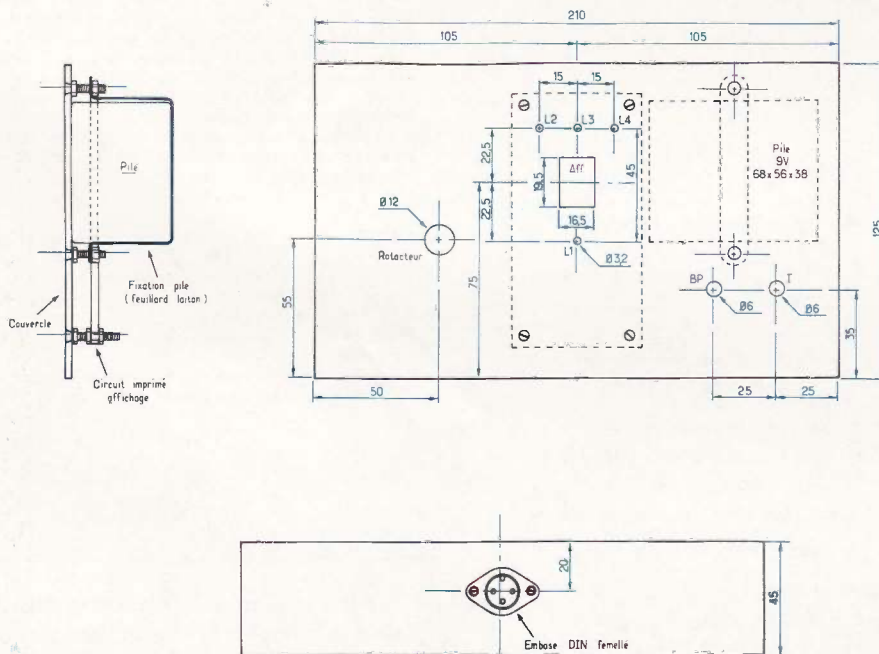 210
105
105
15
15
L2
L3
L4
Pile
Pile
9V
68x56x38
22,5
45
19,5
Aff
125
Ø12
22,5
16,5
Rotacteur
L1
Ø3,2
75
BP
T
Fixation pile
(feuillard laiton)
55
Ø6
Ø6
35
Couvercle
Circuit imprimé
affichage
50
25
25
20
45
Embase DIN femelle